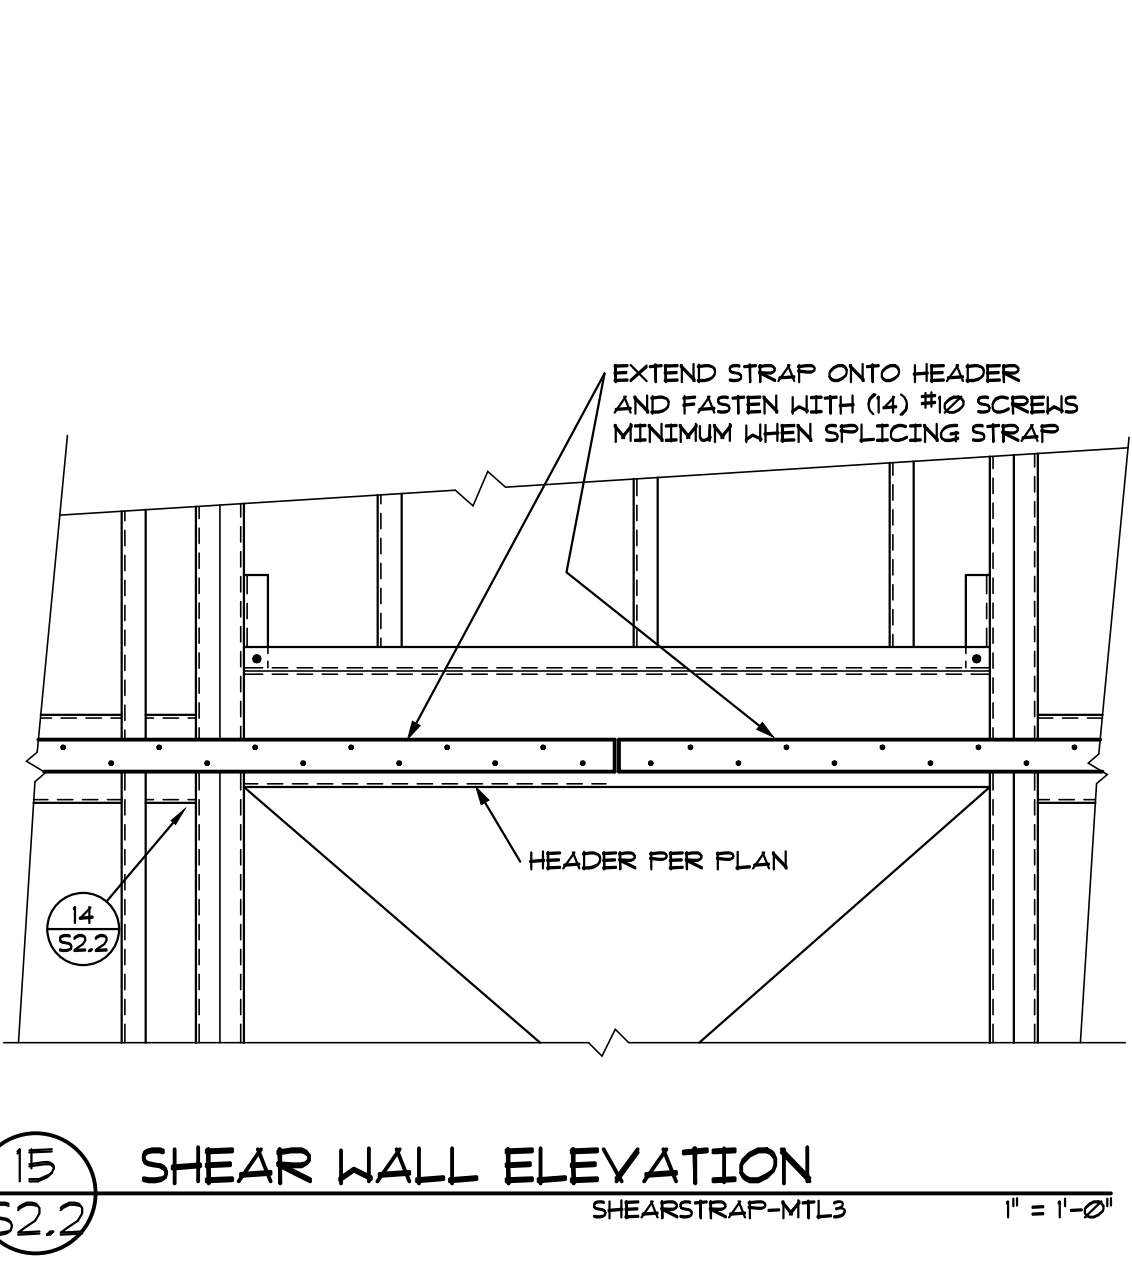 EXTEND STRAP ONTO HEADER
AND FASTEN WITH (14) #10 SCREWS
MINIMUM WHEN SPLICING STRAP
HEADER PER PLAN
14
S2.2
15
S2.2
SHEAR WALL ELEVATION
SHEARSTRAP-MTL3
1" = 1'-0"